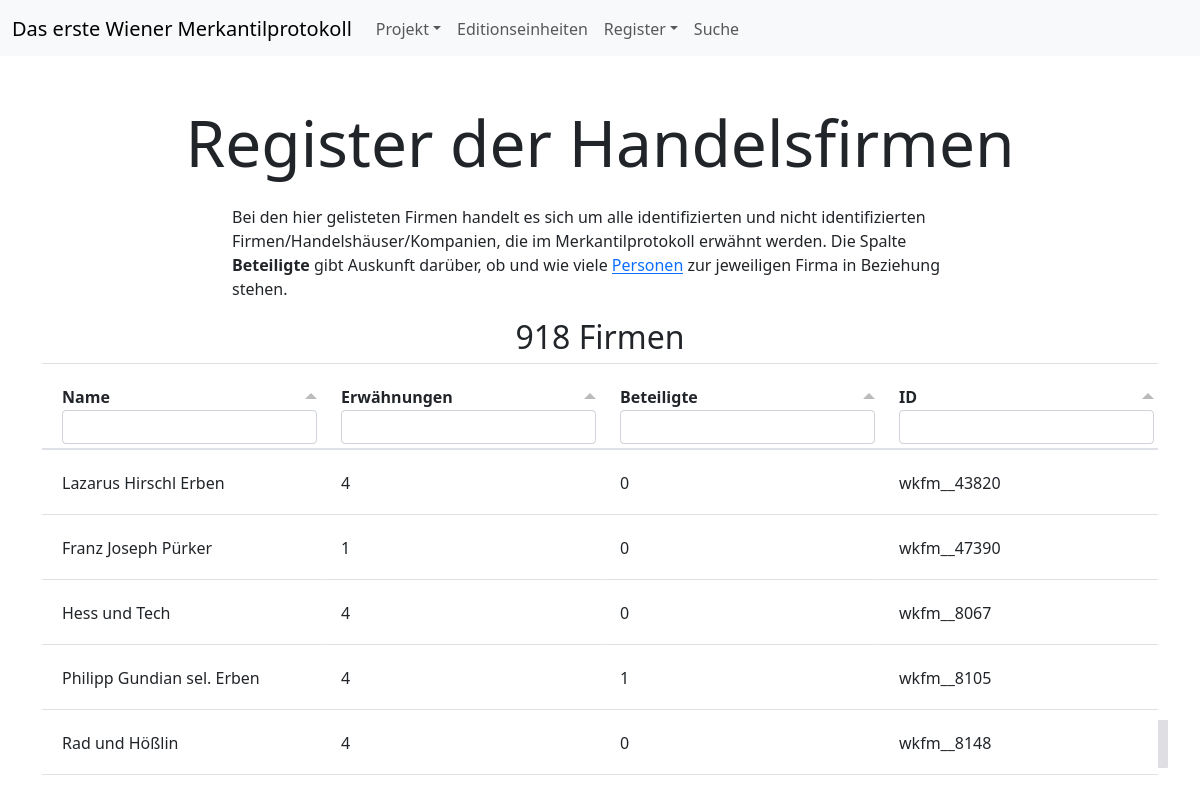 Das erste Wiener Merkantilprotokoll Projekt Editionseinheiten Register Suche
Register der Handelsfirmen
Bei den hier gelisteten Firmen handelt es sich um alle identifizierten und nicht identifizierten
Firmen/Handelshäuser/Kompanien, die im Merkantilprotokoll erwähnt werden. Die Spalte
Beteiligte gibt Auskunft darüber, ob und wie viele Personen zur jeweiligen Firma in Beziehung
stehen.
918 Firmen
Name Erwähnungen Beteiligte ID
Lazarus Hirschl Erben 4 0 wkfm__43820
Franz Joseph Pürker 1 0 wkfm__47390
Hess und Tech 4 0 wkfm__8067
Philipp Gundian sel. Erben 4 1 wkfm__8105
Rad und Hößlin 4 0 wkfm__8148